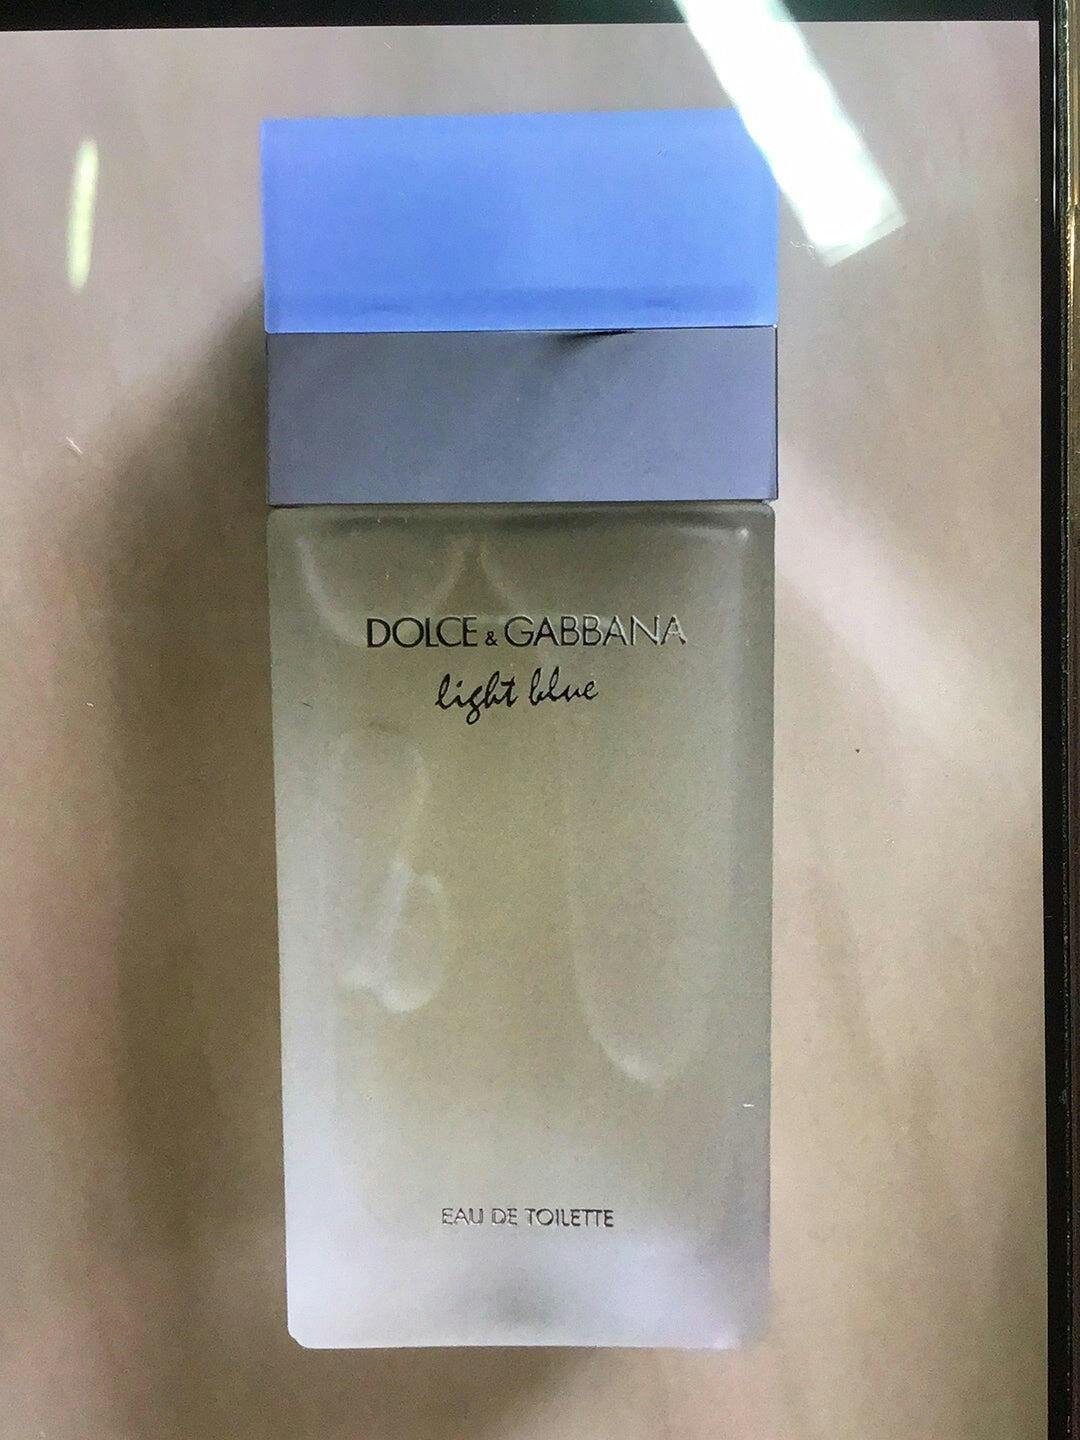 DOLCE & GABBANA
light blue
EAU DE TOILETTE